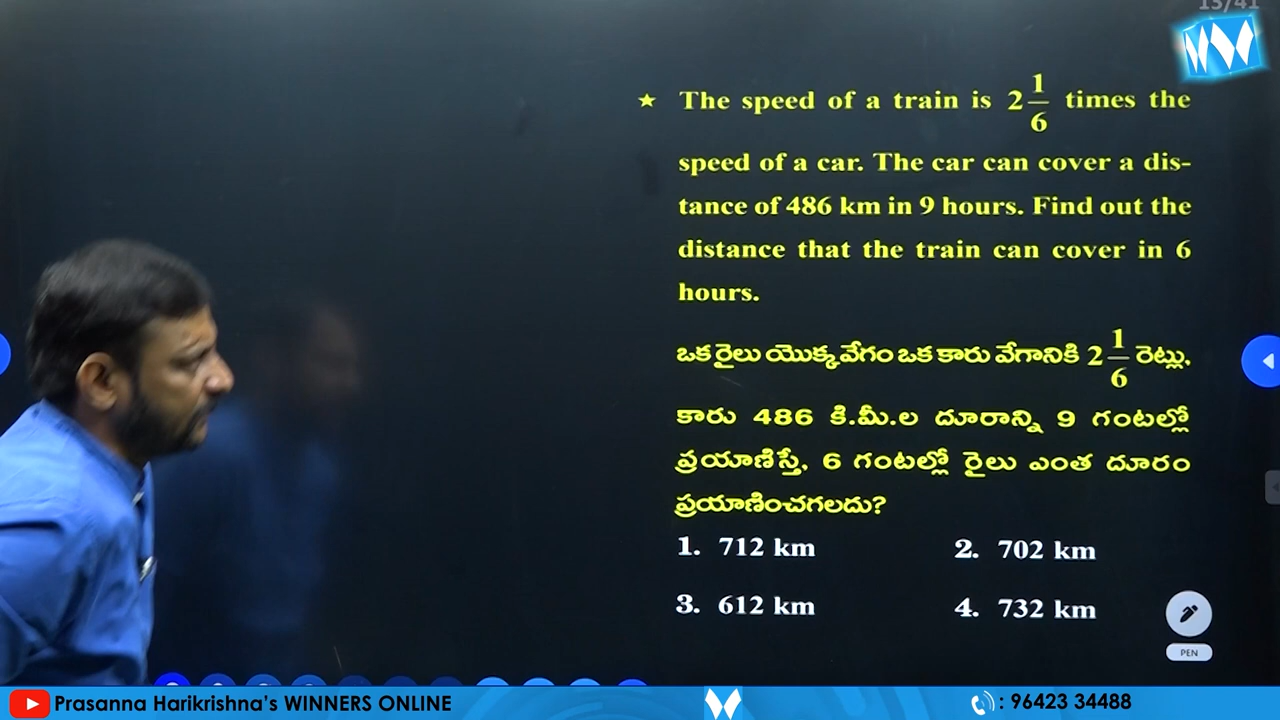 13/41
★ The speed of a train is 2 1/6 times the
speed of a car. The car can cover a dis-
tance of 486 km in 9 hours. Find out the
distance that the train can cover in 6
hours.
ఒక రైలు యొక్క వేగం ఒక కారు వేగానికి 2 1/6 రెట్లు.
కారు 486 కి.మీ.ల దూరాన్ని 9 గంటల్లో
ప్రయాణిస్తే, 6 గంటల్లో రైలు ఎంత దూరం
ప్రయాణించగలదు?
1. 712 km 2. 702 km
3. 612 km 4. 732 km
PEN
Prasanna Harikrishna's WINNERS ONLINE : 96423 34488